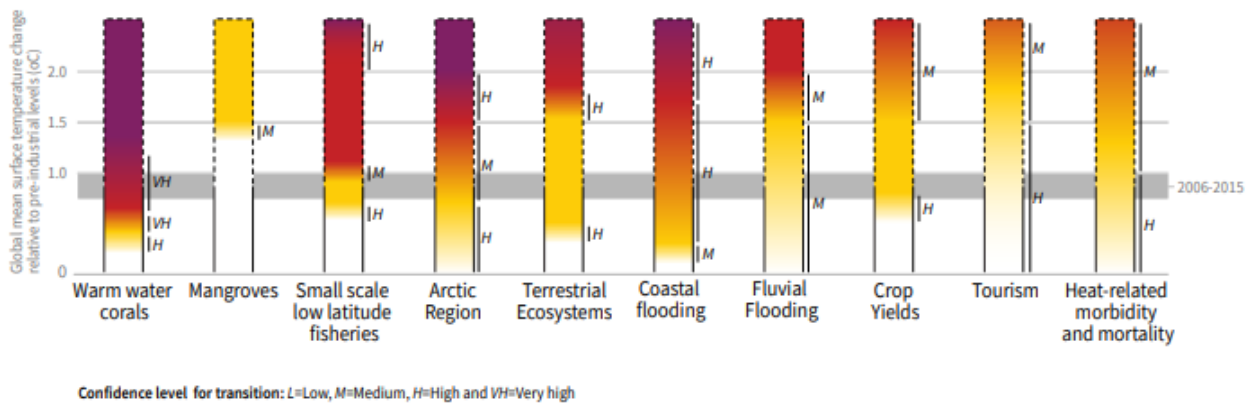 Global mean surface temperature change
relative to pre-industrial levels (oC)
2.0
1.5
1.0
0
VH
VH
H
M
H
M
H
H
M
H
H
H
H
H
M
M
M
M
H
M
H
M
H
2006-2015
Warm water
corals
Mangroves
Small scale
low latitude
fisheries
Arctic
Region
Terrestrial
Ecosystems
Coastal
flooding
Fluvial
Flooding
Crop
Yields
Tourism
Heat-related
morbidity
and mortality
Confidence level for transition: L=Low, M=Medium, H=High and VH=Very high